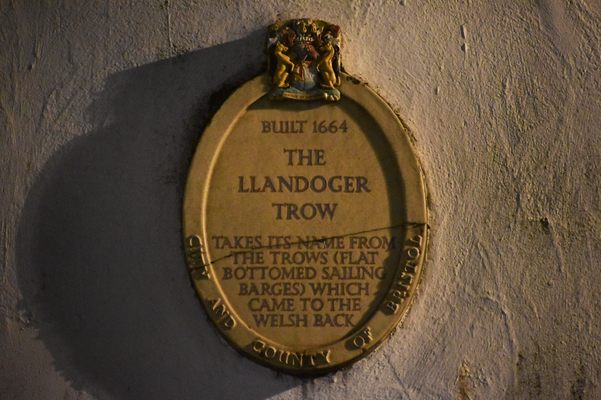 BUILT 1664
THE
LLANDOGER
TROW
TAKES ITS NAME FROM
THE TROWS (FLAT
BOTTOMED SAILING
BARGES) WHICH
CAME TO THE
WELSH BACK
CITY AND COUNTY OF BRISTOL